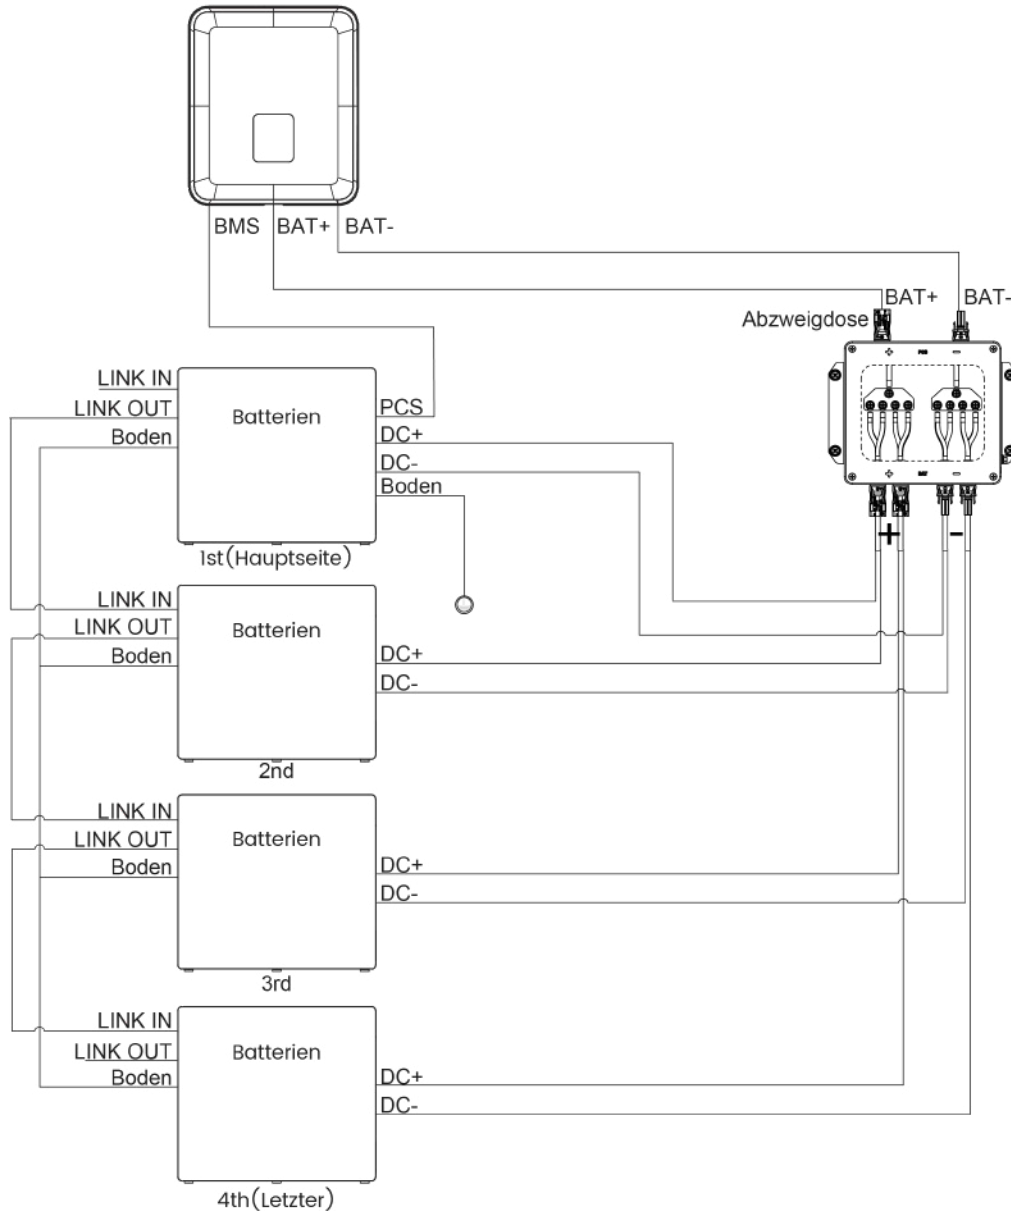 BMS BAT+ BAT-
BAT+ BAT-
Abzweigdose
+ PCS -
LINK IN
LINK OUT
Boden
Batterien
PCS
DC+
DC-
Boden
1st(Hauptseite)
+ BAT -
+ -
LINK IN
LINK OUT
Boden
Batterien
DC+
DC-
2nd
LINK IN
LINK OUT
Boden
Batterien
DC+
DC-
3rd
LINK IN
LINK OUT
Boden
Batterien
DC+
DC-
4th(Letzter)